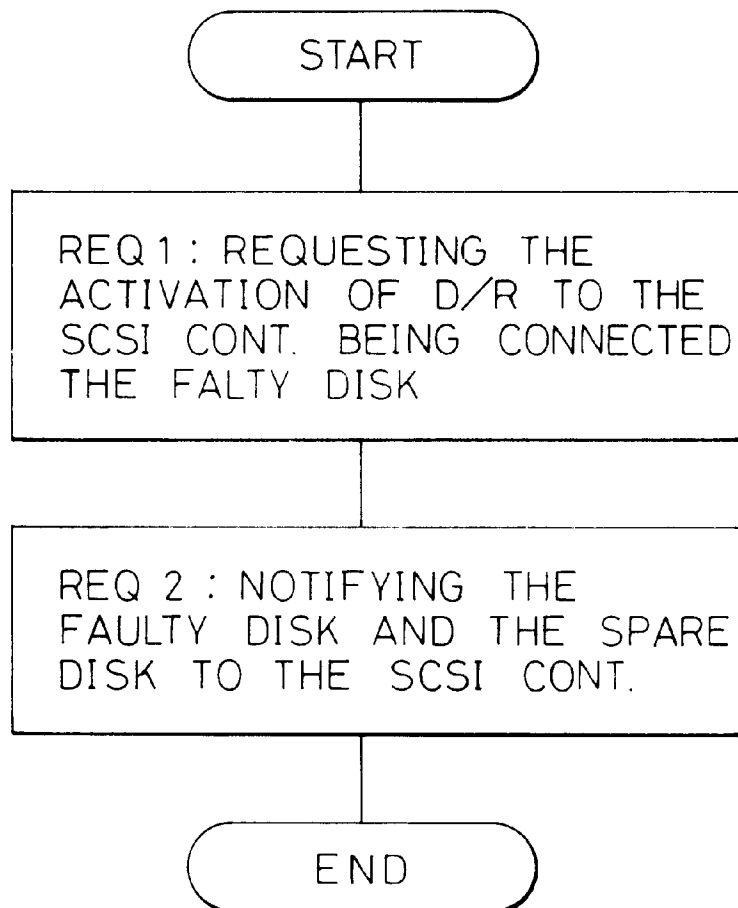 START
REQ 1 : REQUESTING THE
ACTIVATION OF D/R TO THE
SCSI CONT. BEING CONNECTED
THE FALTY DISK
REQ 2 : NOTIFYING THE
FAULTY DISK AND THE SPARE
DISK TO THE SCSI CONT.
END